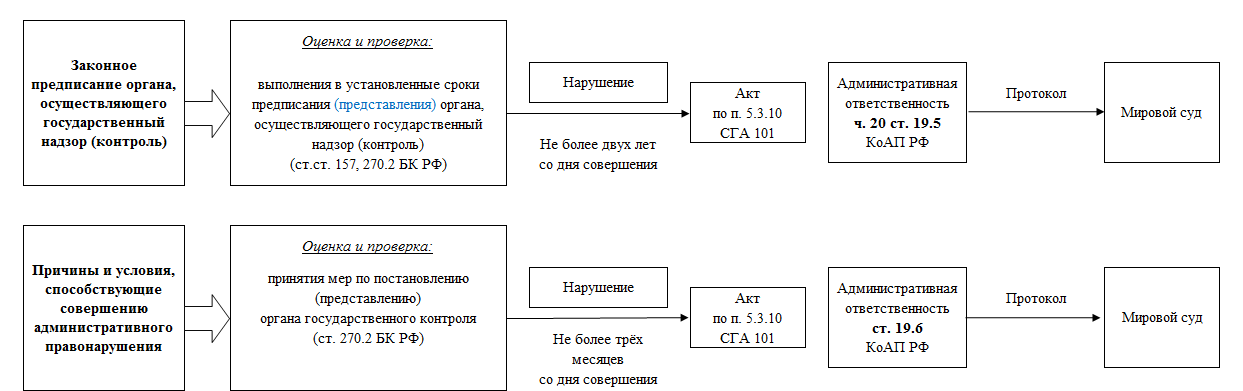 Законное
предписание органа,
осуществляющего
государственный
надзор (контроль)
Оценка и проверка:
выполнения в установленные сроки
предписания (представления) органа,
осуществляющего государственный
надзор (контроль)
(ст.ст. 157, 270.2 БК РФ)
Нарушение
Не более двух лет
со дня совершения
Акт
по п. 5.3.10
СГА 101
Административная
ответственность
ч. 20 ст. 19.5
КоАП РФ
Протокол
Мировой суд
Причины и условия,
способствующие
совершению
административного
правонарушения
Оценка и проверка:
принятия мер по постановлению
(представлению)
органа государственного контроля
(ст. 270.2 БК РФ)
Нарушение
Не более трёх
месяцев
со дня совершения
Акт
по п. 5.3.10
СГА 101
Административная
ответственность
ст. 19.6
КоАП РФ
Протокол
Мировой суд